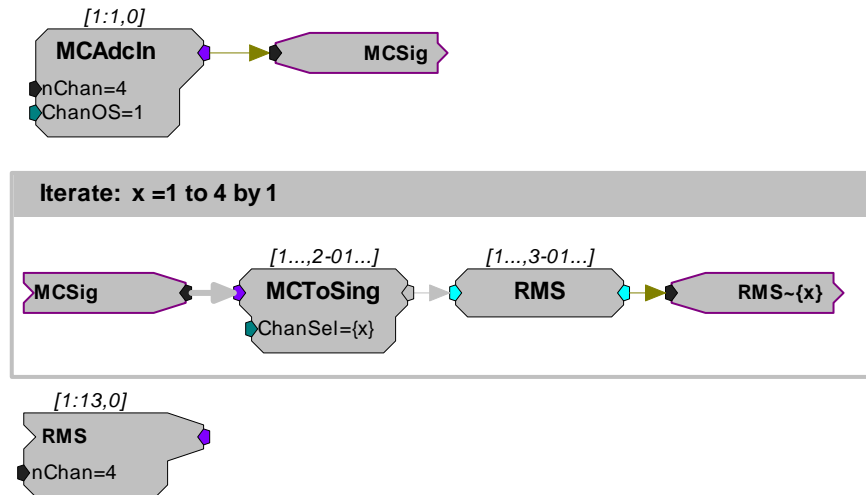 [1:1,0]
MCAdcIn
MCSig
nChan=4
ChanOS=1
Iterate: x =1 to 4 by 1
[1...,2-01...]
[1...,3-01...]
MCSig
MCToSing
RMS
RMS~{x}
ChanSel={x}
[1:13,0]
RMS
nChan=4